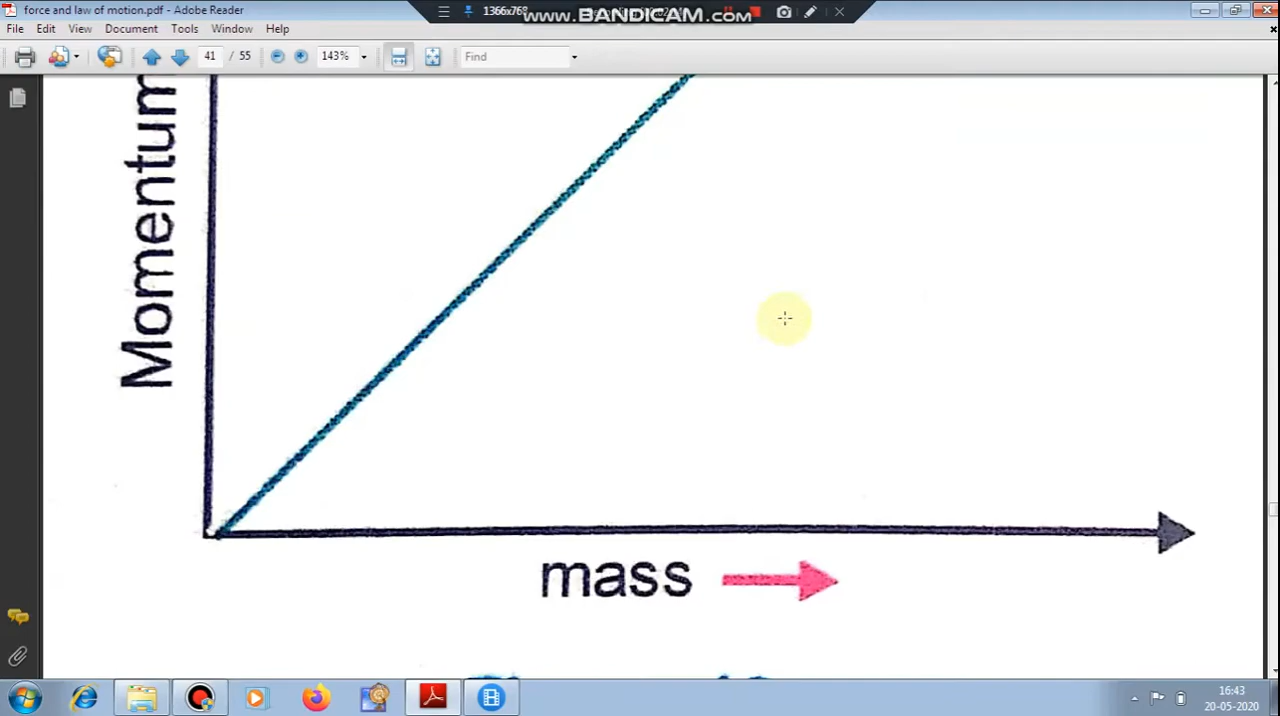 force and law of motion.pdf - Adobe Reader
1366x768
www.BANDICAM.com
File Edit View Document Tools Window Help
41 / 55 143% Find
Momentum
mass
16:43
20-05-2020